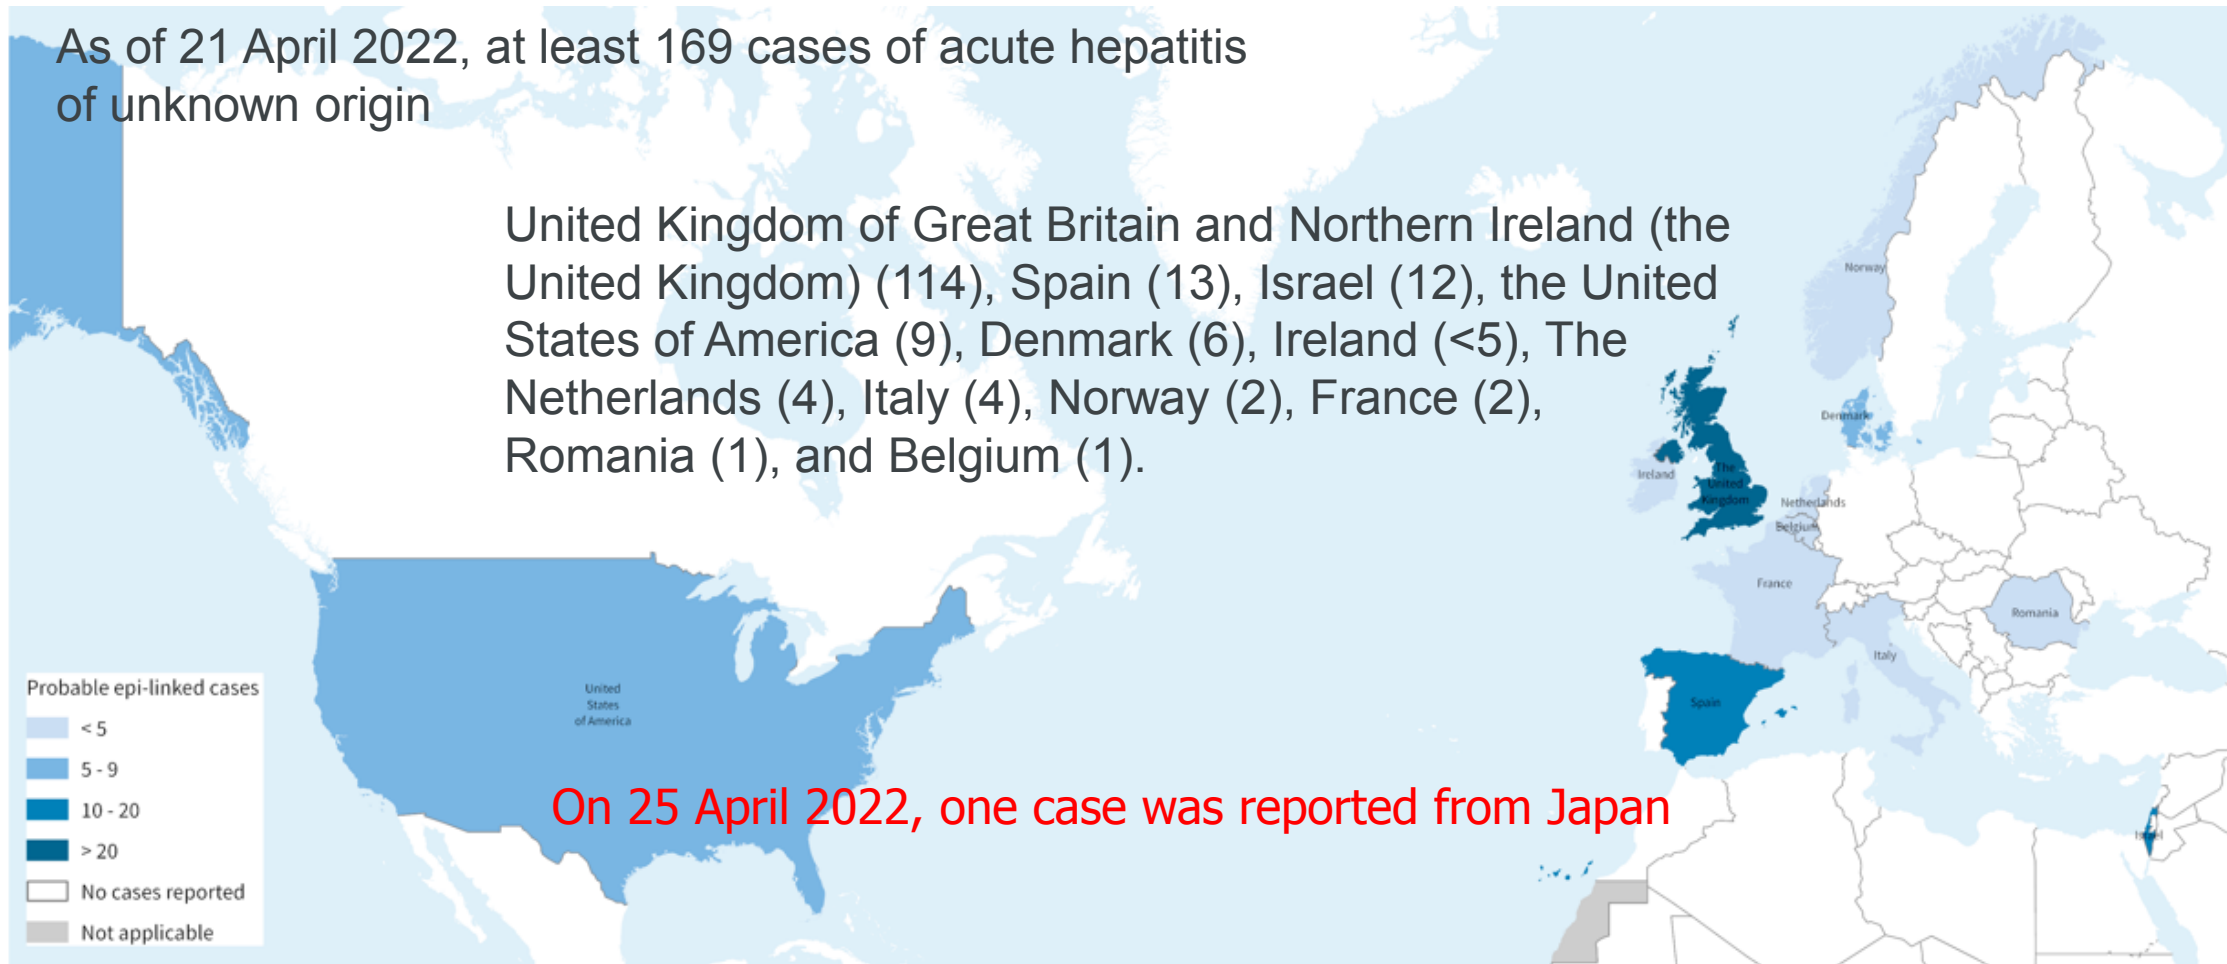 As of 21 April 2022, at least 169 cases of acute hepatitis
of unknown origin
United Kingdom of Great Britain and Northern Ireland (the
United Kingdom) (114), Spain (13), Israel (12), the United
States of America (9), Denmark (6), Ireland (<5), The
Netherlands (4), Italy (4), Norway (2), France (2),
Romania (1), and Belgium (1).
Norway
Denmark
Ireland
The
United
Kingdom
Netherlands
Belgium
France
Romania
Italy
Spain
Israel
United
States
of America
On 25 April 2022, one case was reported from Japan
Probable epi-linked cases
< 5
5 - 9
10 - 20
> 20
No cases reported
Not applicable